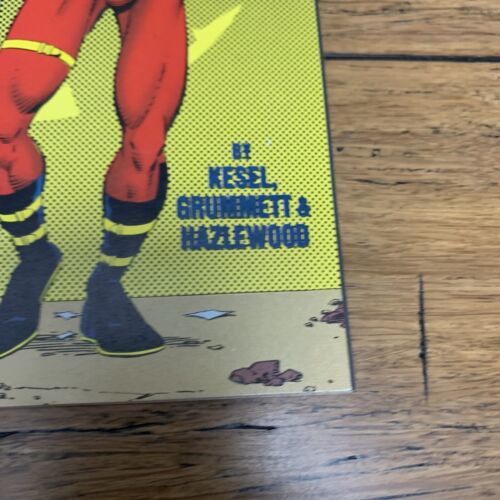 BY
KESEL,
GRUMMETT &
HAZLEWOOD